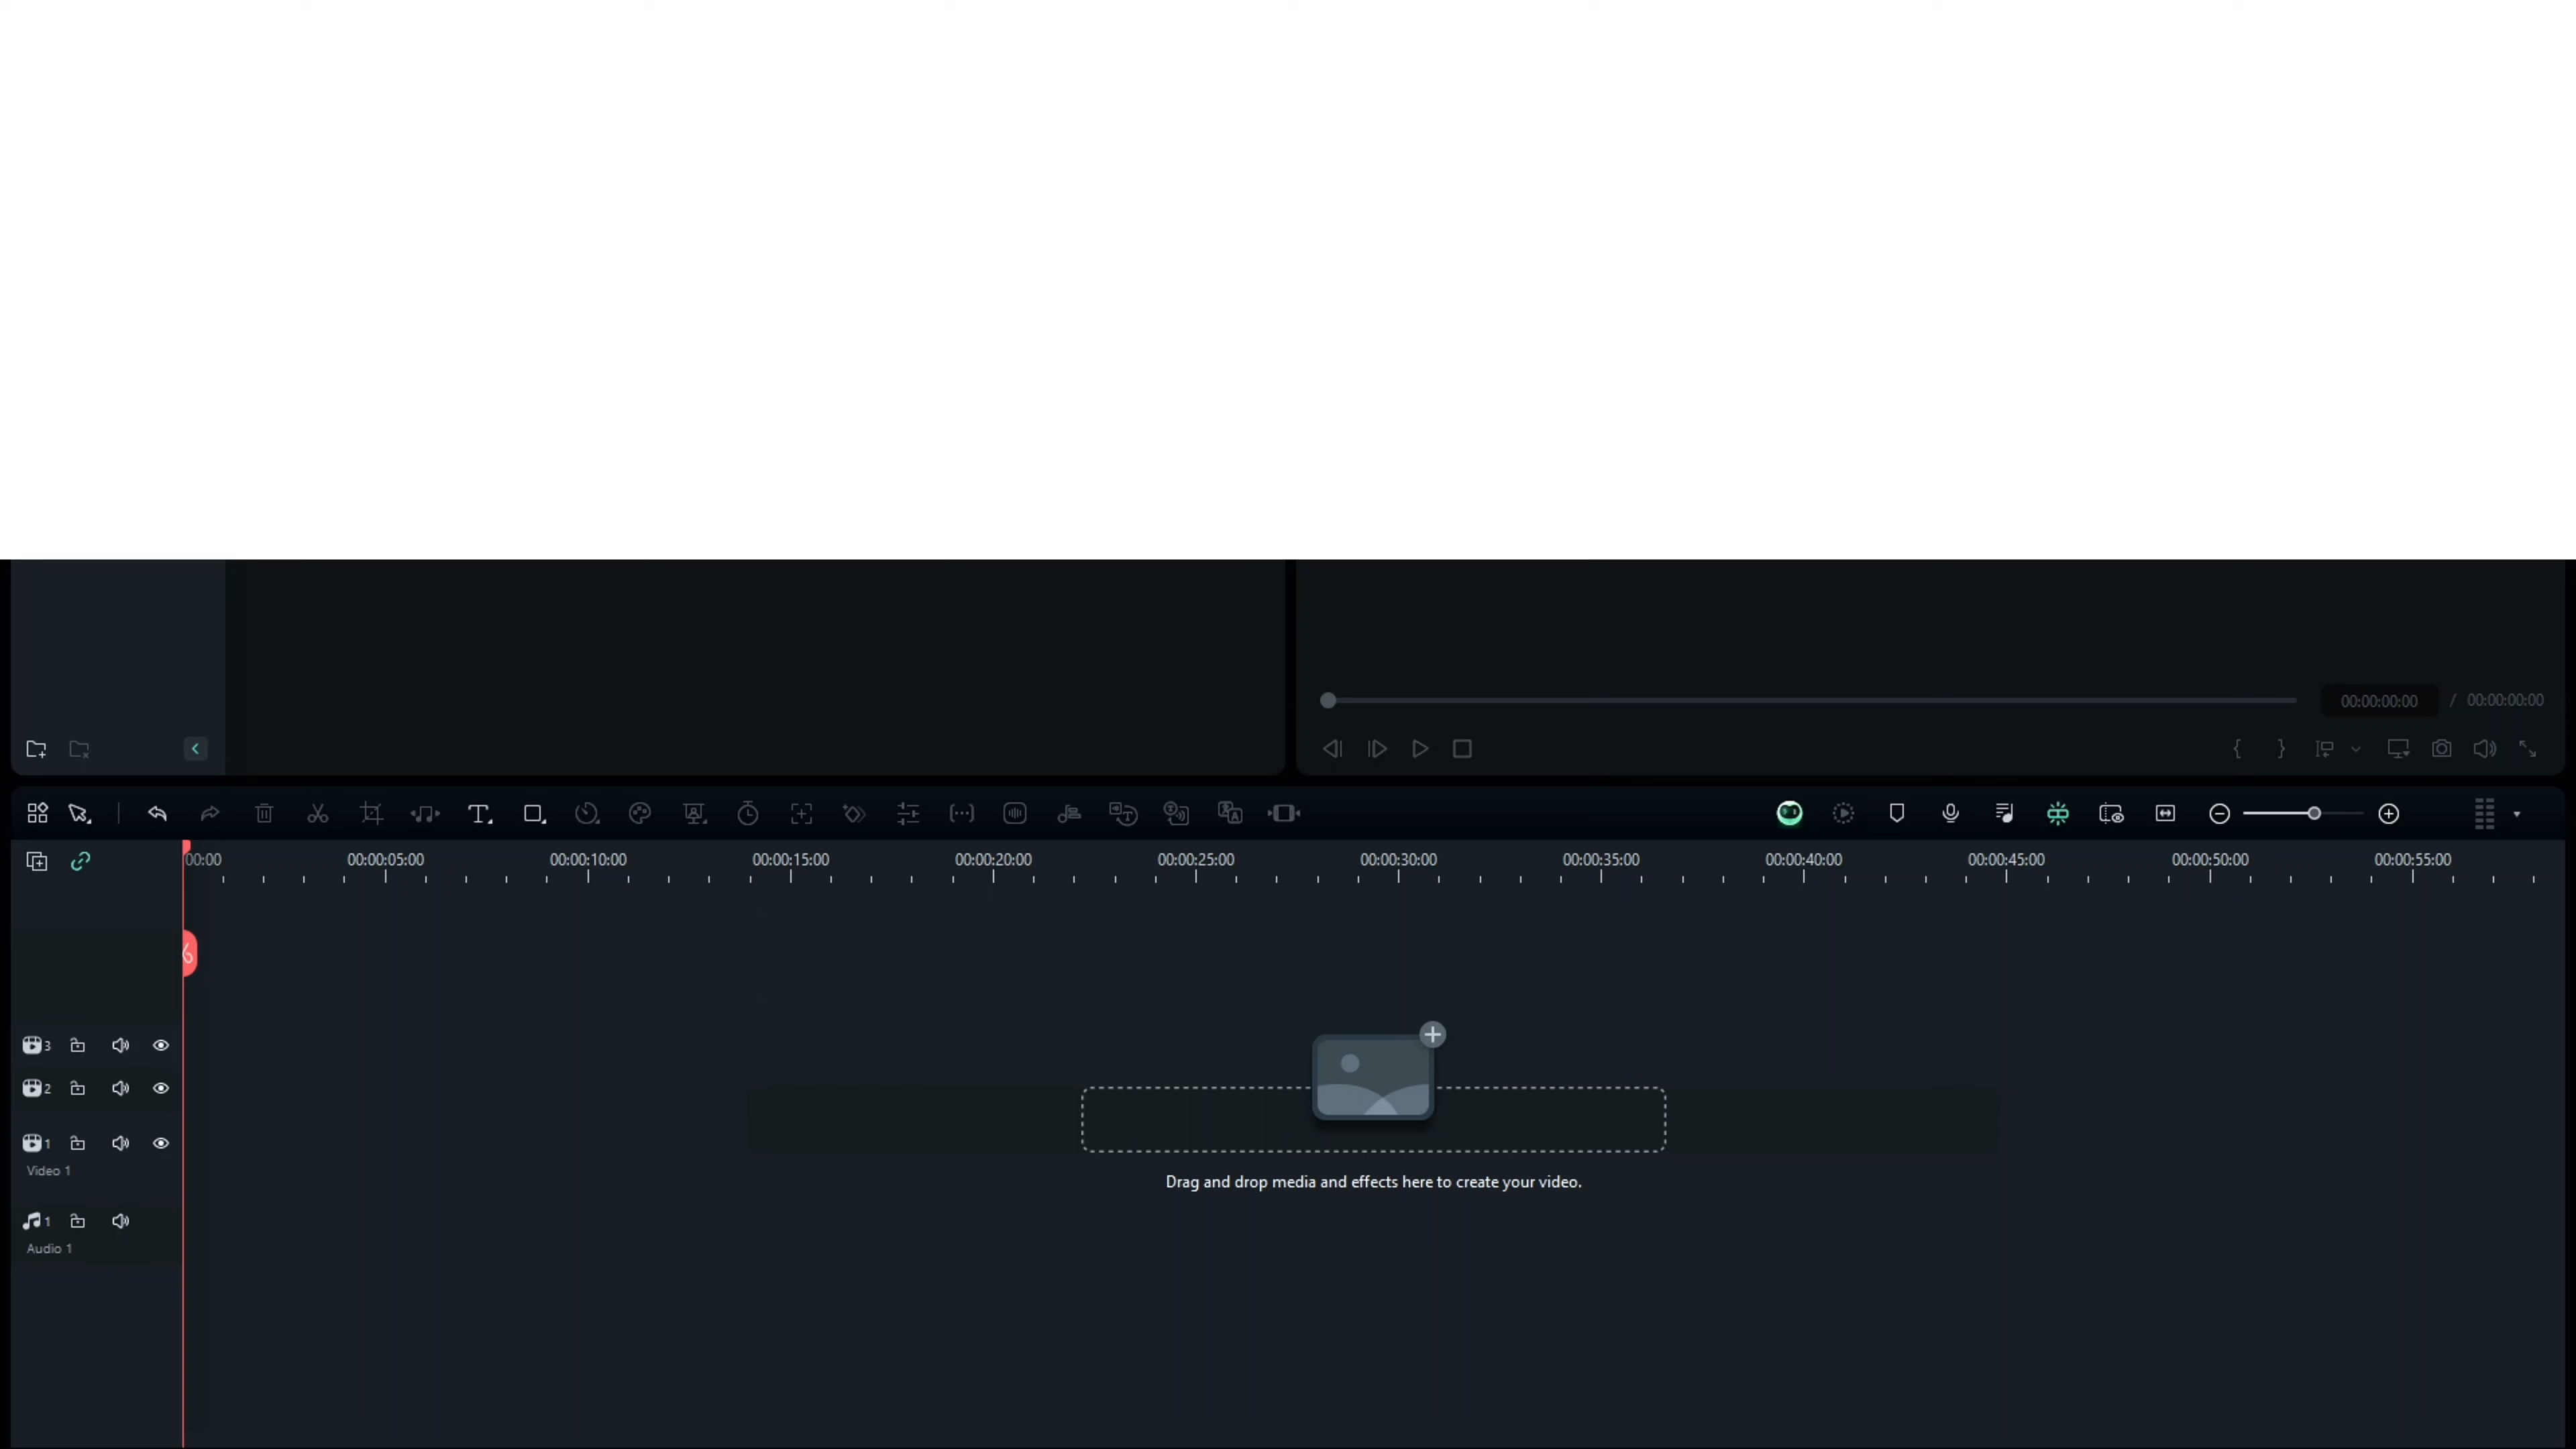 00:00:00:00 / 00:00:00:00
00:00 00:00:05:00 00:00:10:00 00:00:15:00 00:00:20:00 00:00:25:00 00:00:30:00 00:00:35:00 00:00:40:00 00:00:45:00 00:00:50:00 00:00:55:00
3
2
1
Video 1
Drag and drop media and effects here to create your video.
1
Audio 1